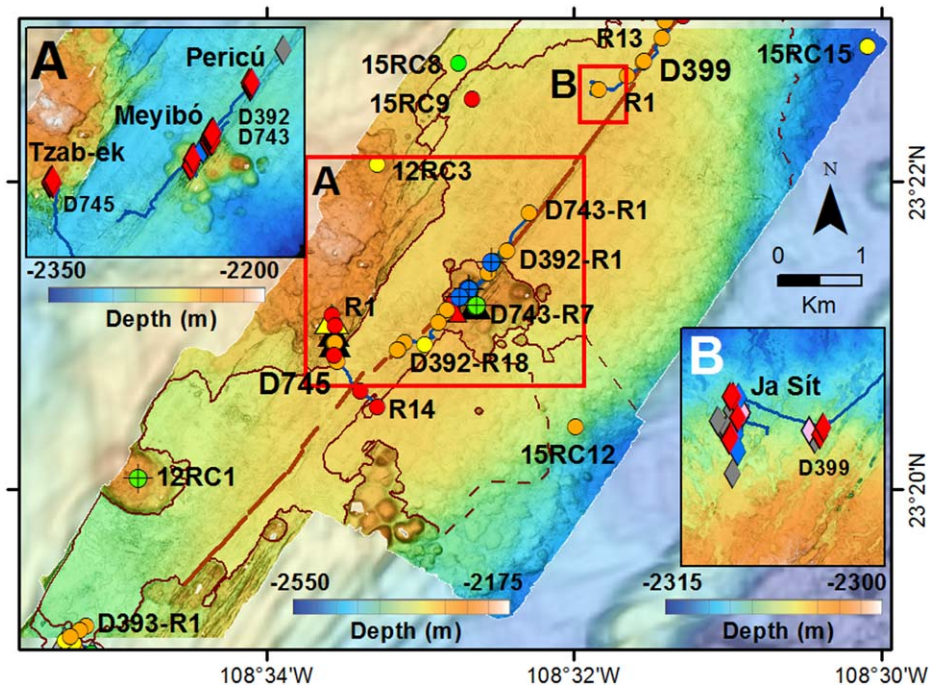 A
Pericú
D392
D743
Meyibó
Tzab-ek
D745
-2350
-2200
Depth (m)
15RC8
15RC9
12RC3
R13
D399
B
R1
15RC15
N
0
1
Km
23°22'N
A
D743-R1
D392-R1
R1
D743-R7
D392-R18
D745
R14
15RC12
12RC1
B
Ja Sít
D399
23°20'N
-2550
-2175
Depth (m)
-2315
-2300
Depth (m)
D393-R1
108°34'W
108°32'W
108°30'W